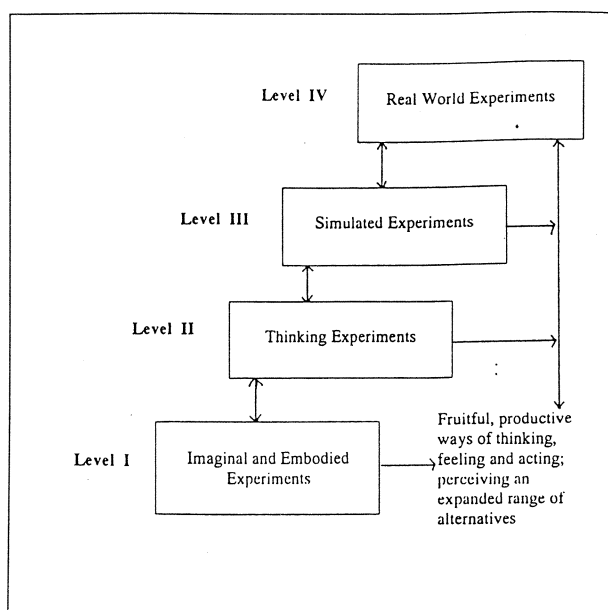 Level IV
Real World Experiments
Level III
Simulated Experiments
Level II
Thinking Experiments
Level I
Imaginal and Embodied
Experiments
Fruitful, productive
ways of thinking,
feeling and acting;
perceiving an
expanded range of
alternatives